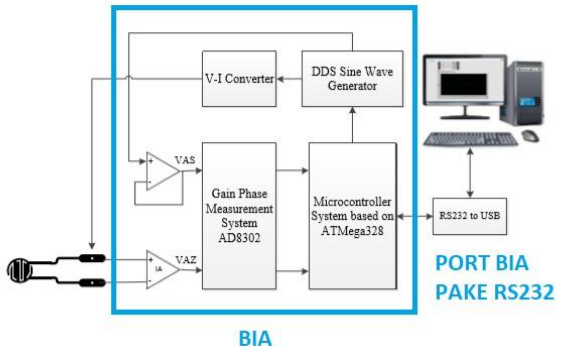 V-I Converter
DDS Sine Wave
Generator
+
-
VAS
Gain Phase
Measurement
System
AD8302
Microcontroller
System based on
ATMega328
RS232 to USB
+
-
IA
VAZ
PORT BIA
PAKE RS232
BIA